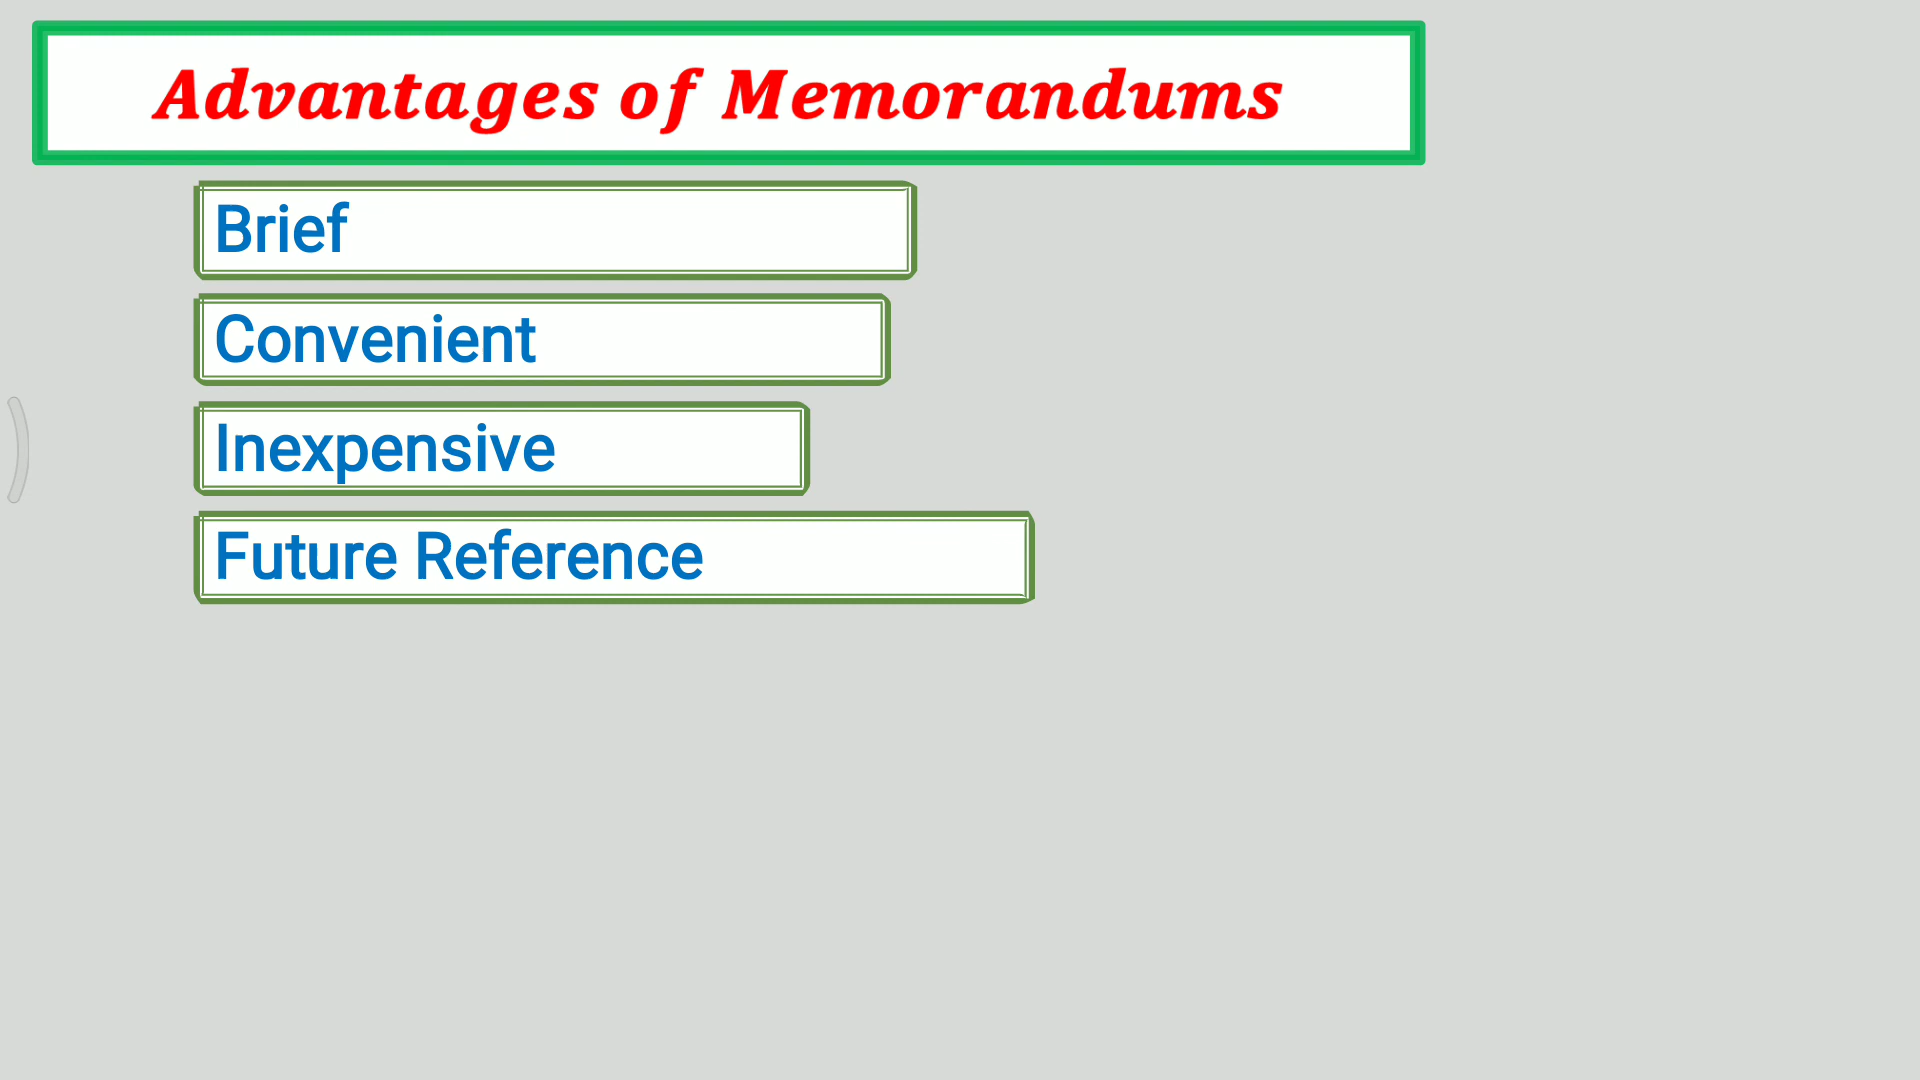 Advantages of Memorandums
Brief
Convenient
Inexpensive
Future Reference